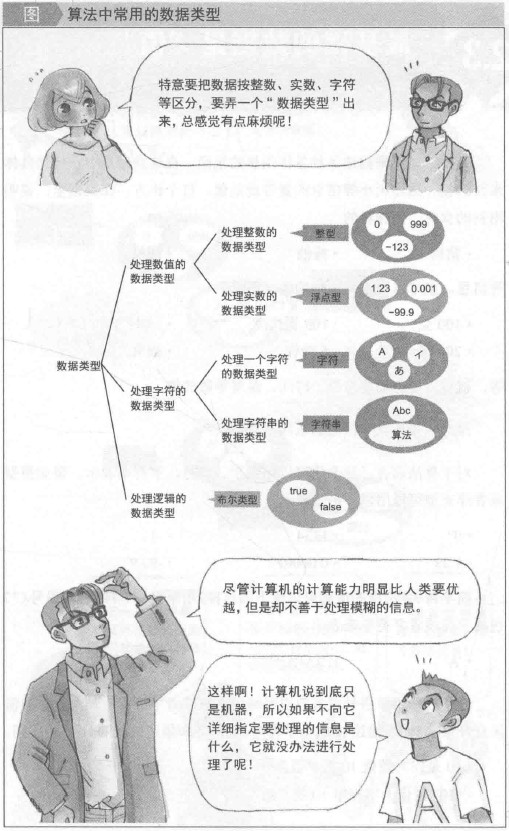 图 算法中常用的数据类型
特意要把数据按整数、实数、字符
等区分，要弄一个“数据类型”出
来，总感觉有点麻烦呢！
数据类型
处理数值的
数据类型
处理整数的
数据类型
整型
0
999
−123
处理实数的
数据类型
浮点型
1.23
0.001
−99.9
处理字符的
数据类型
处理一个字符
的数据类型
字符
A
イ
あ
处理字符串的
数据类型
字符串
Abc
算法
处理逻辑的
数据类型
布尔类型
true
false
尽管计算机的计算能力明显比人类要优
越，但是却不善于处理模糊的信息。
这样啊！计算机说到底只
是机器，所以如果不向它
详细指定要处理的信息是
什么，它就没办法进行处
理了呢！
A